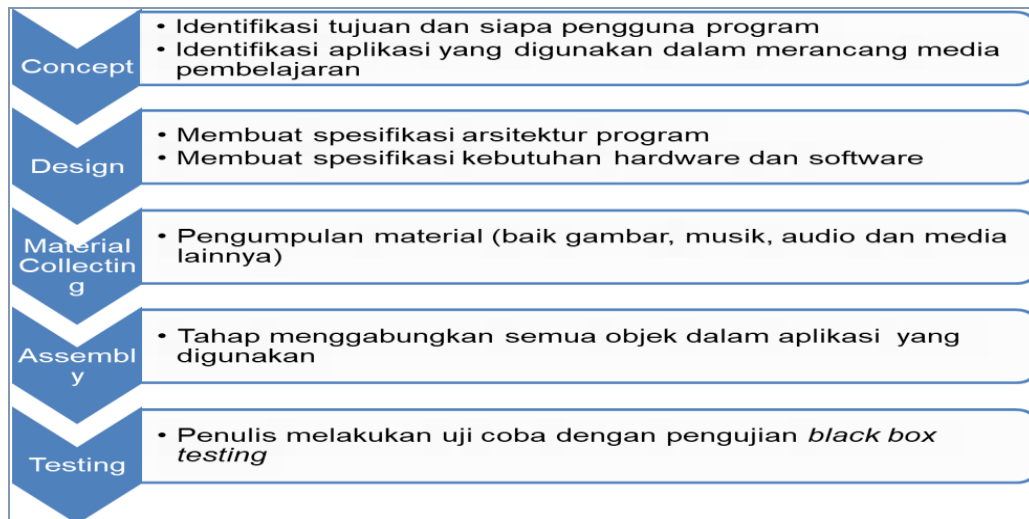 Concept
• Identifikasi tujuan dan siapa pengguna program
• Identifikasi aplikasi yang digunakan dalam merancang media
pembelajaran
Design
• Membuat spesifikasi arsitektur program
• Membuat spesifikasi kebutuhan hardware dan software
Material
Collectin
g
• Pengumpulan material (baik gambar, musik, audio dan media
lainnya)
Assembl
y
• Tahap menggabungkan semua objek dalam aplikasi yang
digunakan
Testing
• Penulis melakukan uji coba dengan pengujian black box
testing